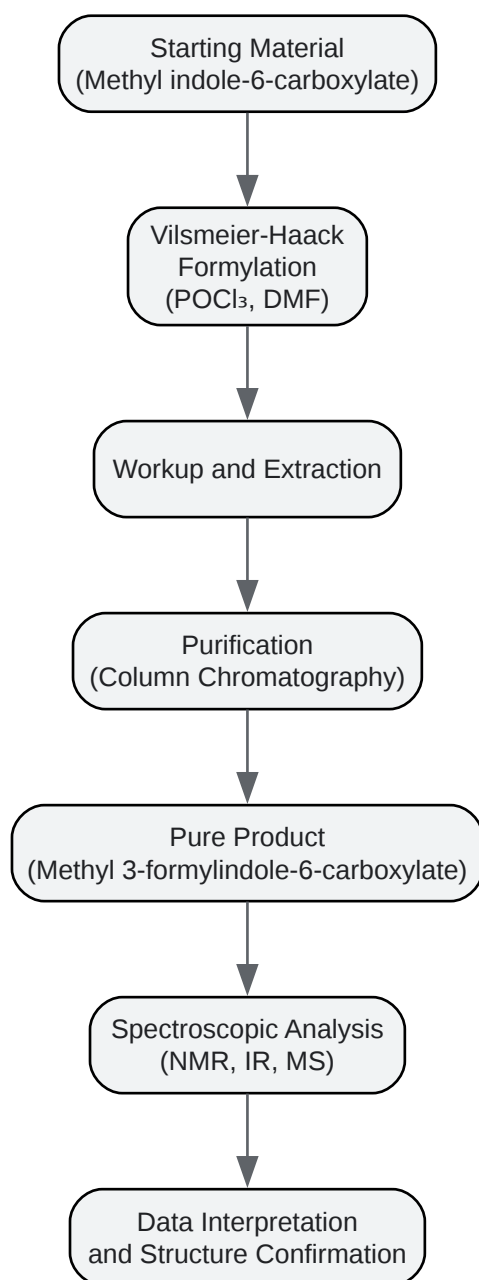 Starting Material
(Methyl indole-6-carboxylate)
Vilsmeier-Haack
Formylation
(POCl₃, DMF)
Workup and Extraction
Purification
(Column Chromatography)
Pure Product
(Methyl 3-formylindole-6-carboxylate)
Spectroscopic Analysis
(NMR, IR, MS)
Data Interpretation
and Structure Confirmation